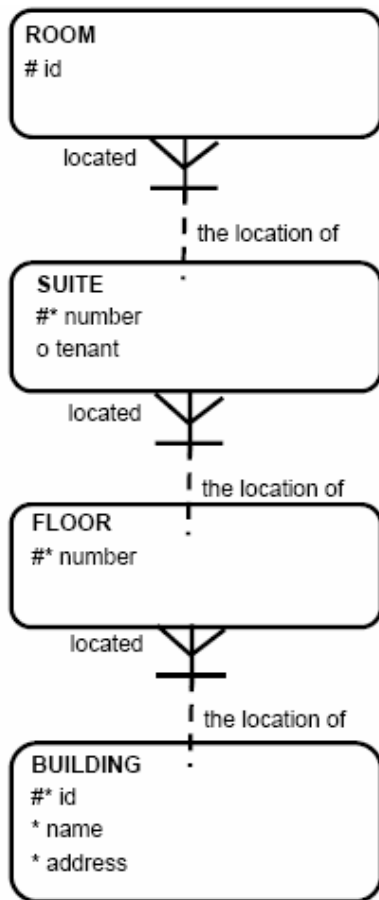 ROOM
# id
located
the location of
SUITE
#* number
o tenant
located
the location of
FLOOR
#* number
located
the location of
BUILDING
#* id
* name
* address